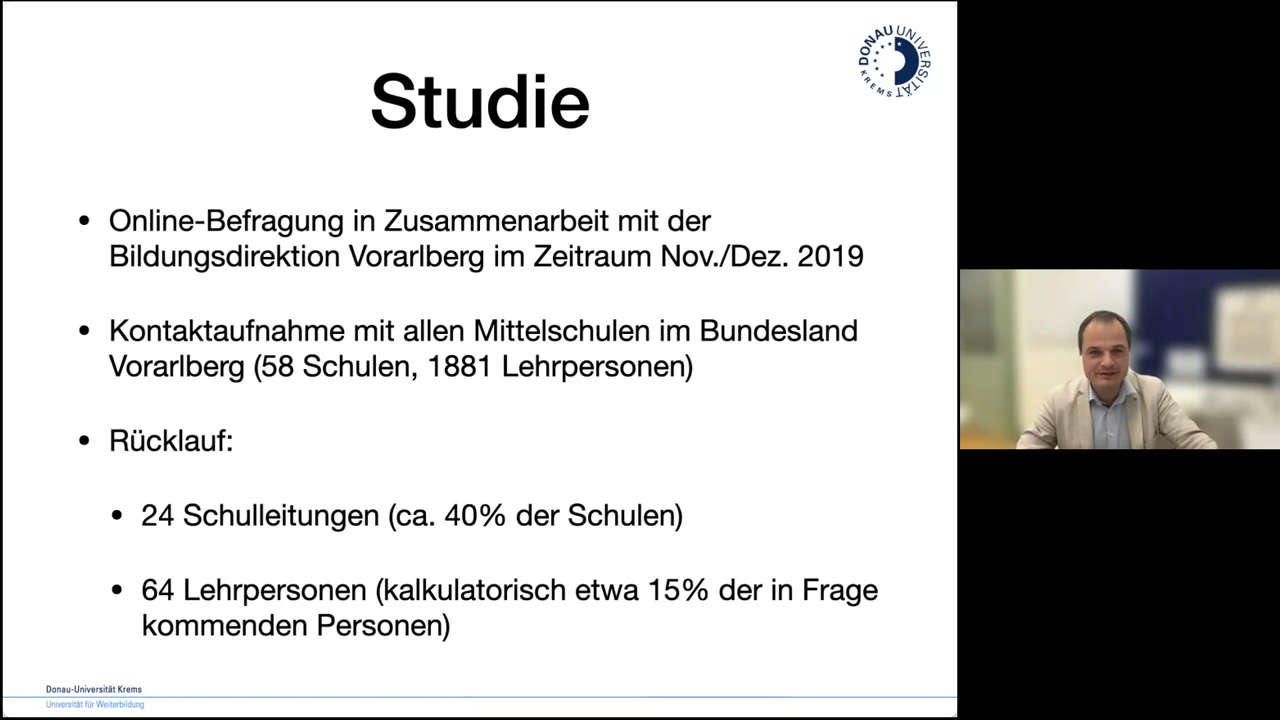 DONAU UNIVERSITÄT
KREMS
Studie
• Online-Befragung in Zusammenarbeit mit der
Bildungsdirektion Vorarlberg im Zeitraum Nov./Dez. 2019
• Kontaktaufnahme mit allen Mittelschulen im Bundesland
Vorarlberg (58 Schulen, 1881 Lehrpersonen)
• Rücklauf:
• 24 Schulleitungen (ca. 40% der Schulen)
• 64 Lehrpersonen (kalkulatorisch etwa 15% der in Frage
kommenden Personen)
Donau-Universität Krems
Universität für Weiterbildung